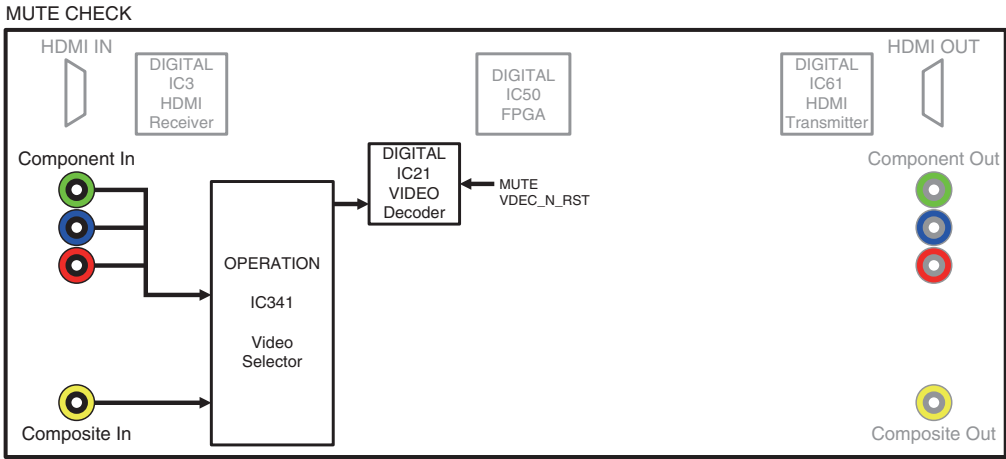 MUTE CHECK
HDMI IN
DIGITAL
IC3
HDMI
Receiver
DIGITAL
IC50
FPGA
DIGITAL
IC61
HDMI
Transmitter
HDMI OUT
Component In
DIGITAL
IC21
VIDEO
Decoder
MUTE
VDEC_N_RST
Component Out
OPERATION
IC341
Video
Selector
Composite In
Composite Out